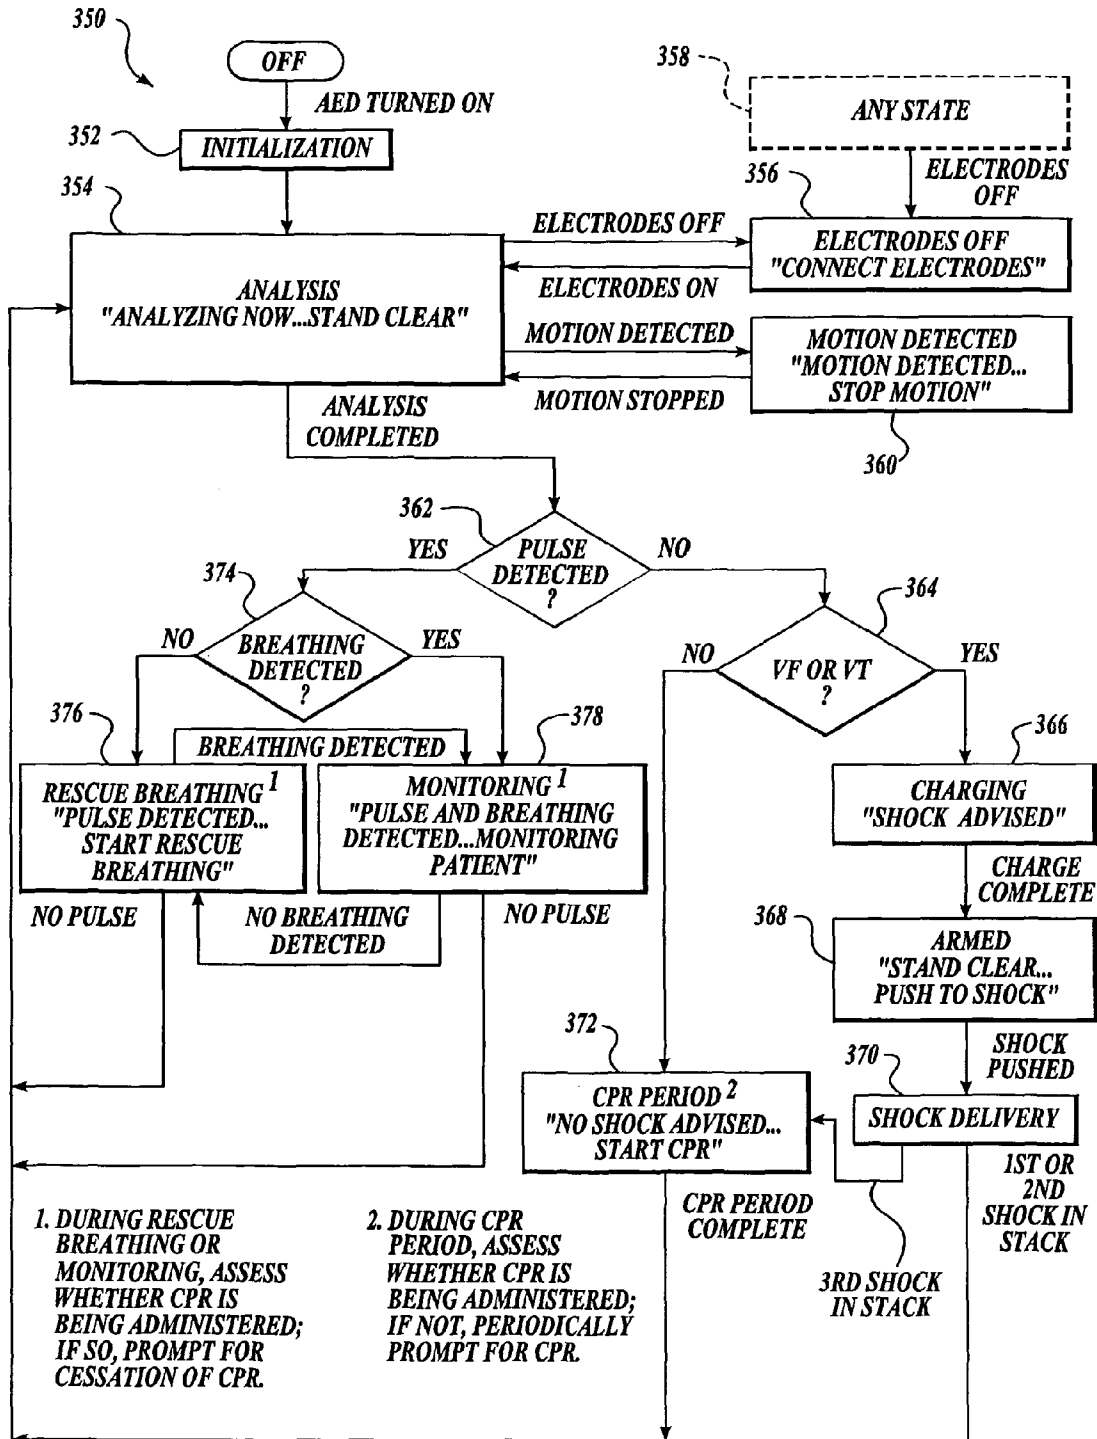 350
OFF
AED TURNED ON
352
INITIALIZATION
354
ANALYSIS
"ANALYZING NOW...STAND CLEAR"
358
ANY STATE
ELECTRODES
OFF
356
ELECTRODES OFF
ELECTRODES OFF
"CONNECT ELECTRODES"
ELECTRODES ON
MOTION DETECTED
MOTION DETECTED
"MOTION DETECTED...
STOP MOTION"
MOTION STOPPED
360
ANALYSIS
COMPLETED
362
PULSE
DETECTED
?
YES
NO
374
BREATHING
DETECTED
?
NO
YES
364
VF OR VT
?
NO
YES
376
BREATHING DETECTED
378
RESCUE BREATHING 1
"PULSE DETECTED...
START RESCUE
BREATHING"
MONITORING 1
"PULSE AND BREATHING
DETECTED...MONITORING
PATIENT"
NO PULSE
NO BREATHING
DETECTED
NO PULSE
366
CHARGING
"SHOCK ADVISED"
CHARGE
COMPLETE
368
ARMED
"STAND CLEAR...
PUSH TO SHOCK"
SHOCK
PUSHED
370
SHOCK DELIVERY
372
CPR PERIOD 2
"NO SHOCK ADVISED...
START CPR"
CPR PERIOD
COMPLETE
1ST OR
2ND
SHOCK IN
STACK
3RD SHOCK
IN STACK
1. DURING RESCUE
BREATHING OR
MONITORING, ASSESS
WHETHER CPR IS
BEING ADMINISTERED;
IF SO, PROMPT FOR
CESSATION OF CPR.
2. DURING CPR
PERIOD, ASSESS
WHETHER CPR IS
BEING ADMINISTERED;
IF NOT, PERIODICALLY
PROMPT FOR CPR.